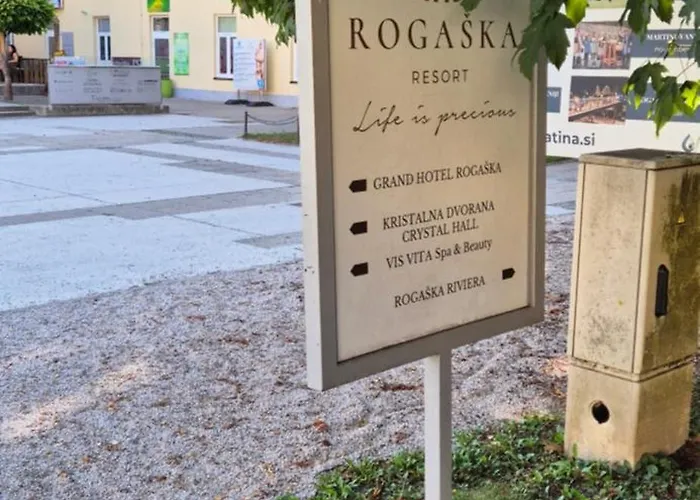 ROGAŠKA
RESORT
Life is precious
GRAND HOTEL ROGAŠKA
KRISTALNA DVORANA
CRYSTAL HALL
VIS VITA Spa & Beauty
ROGAŠKA RIVIERA
atina.si